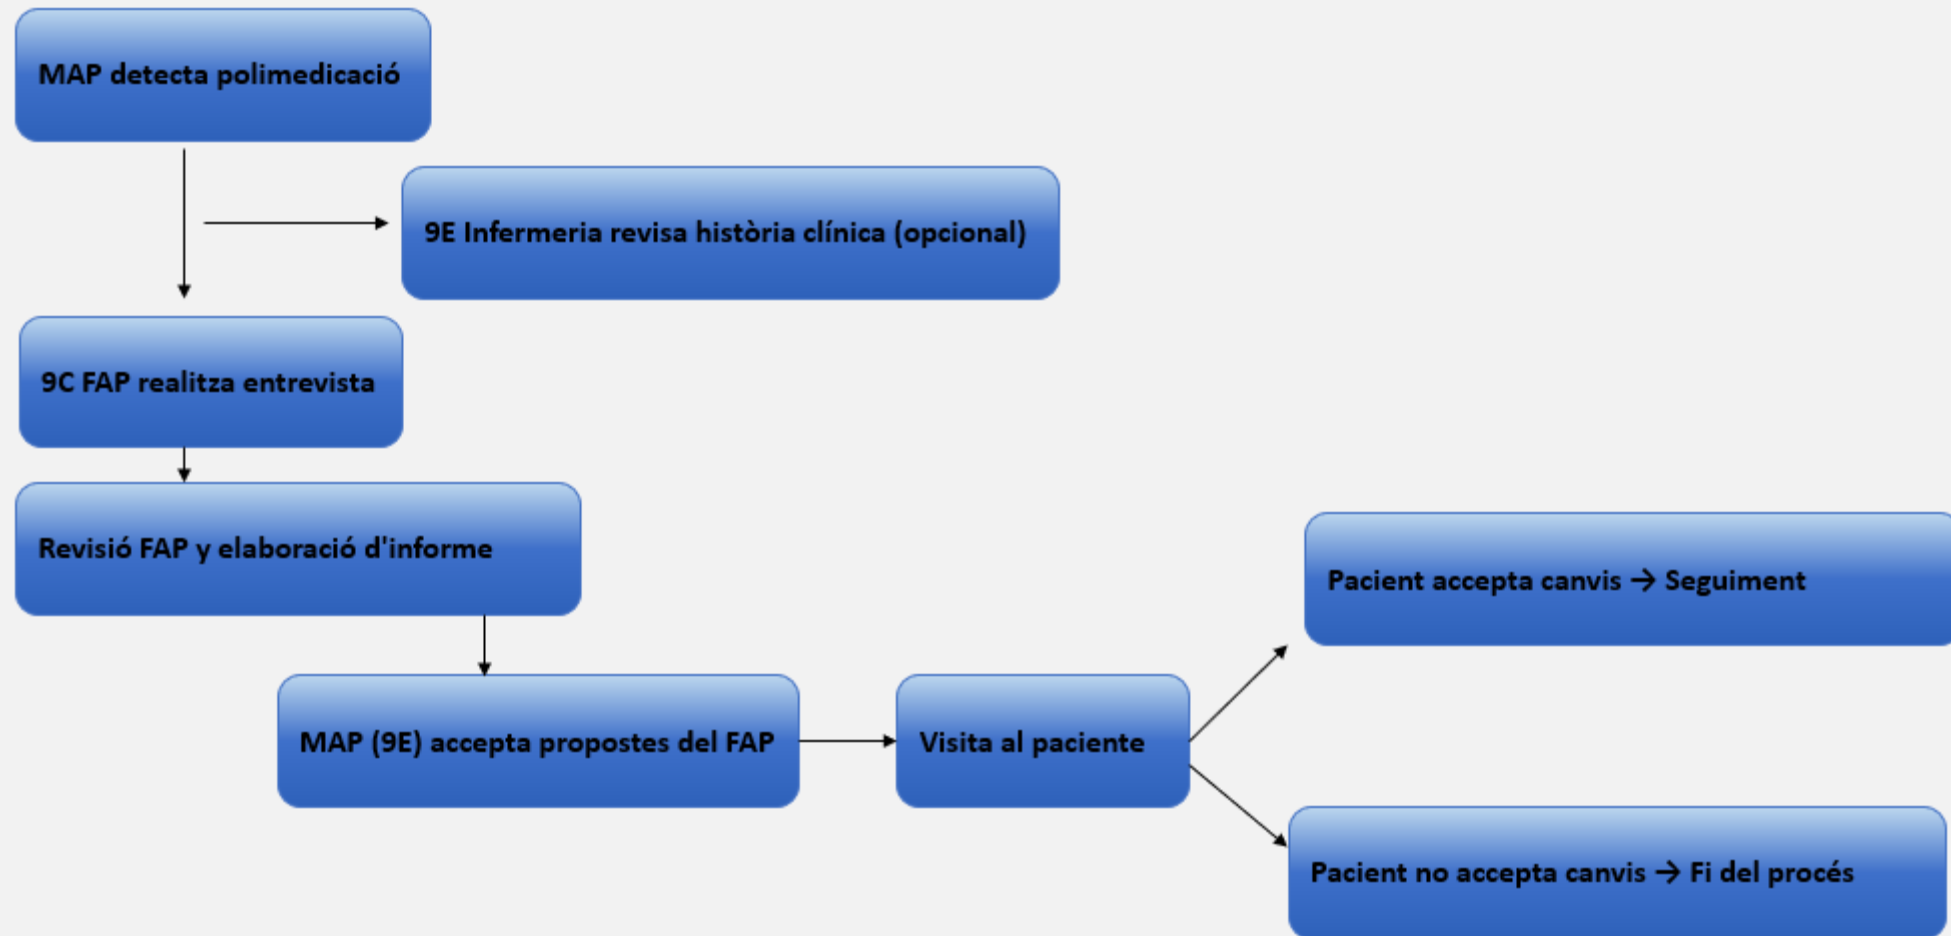 MAP detecta polimedicació
9E Infermeria revisa història clínica (opcional)
9C FAP realitza entrevista
Revisió FAP y elaboració d'informe
MAP (9E) accepta propostes del FAP
Visita al paciente
Pacient accepta canvis → Seguiment
Pacient no accepta canvis → Fi del procés